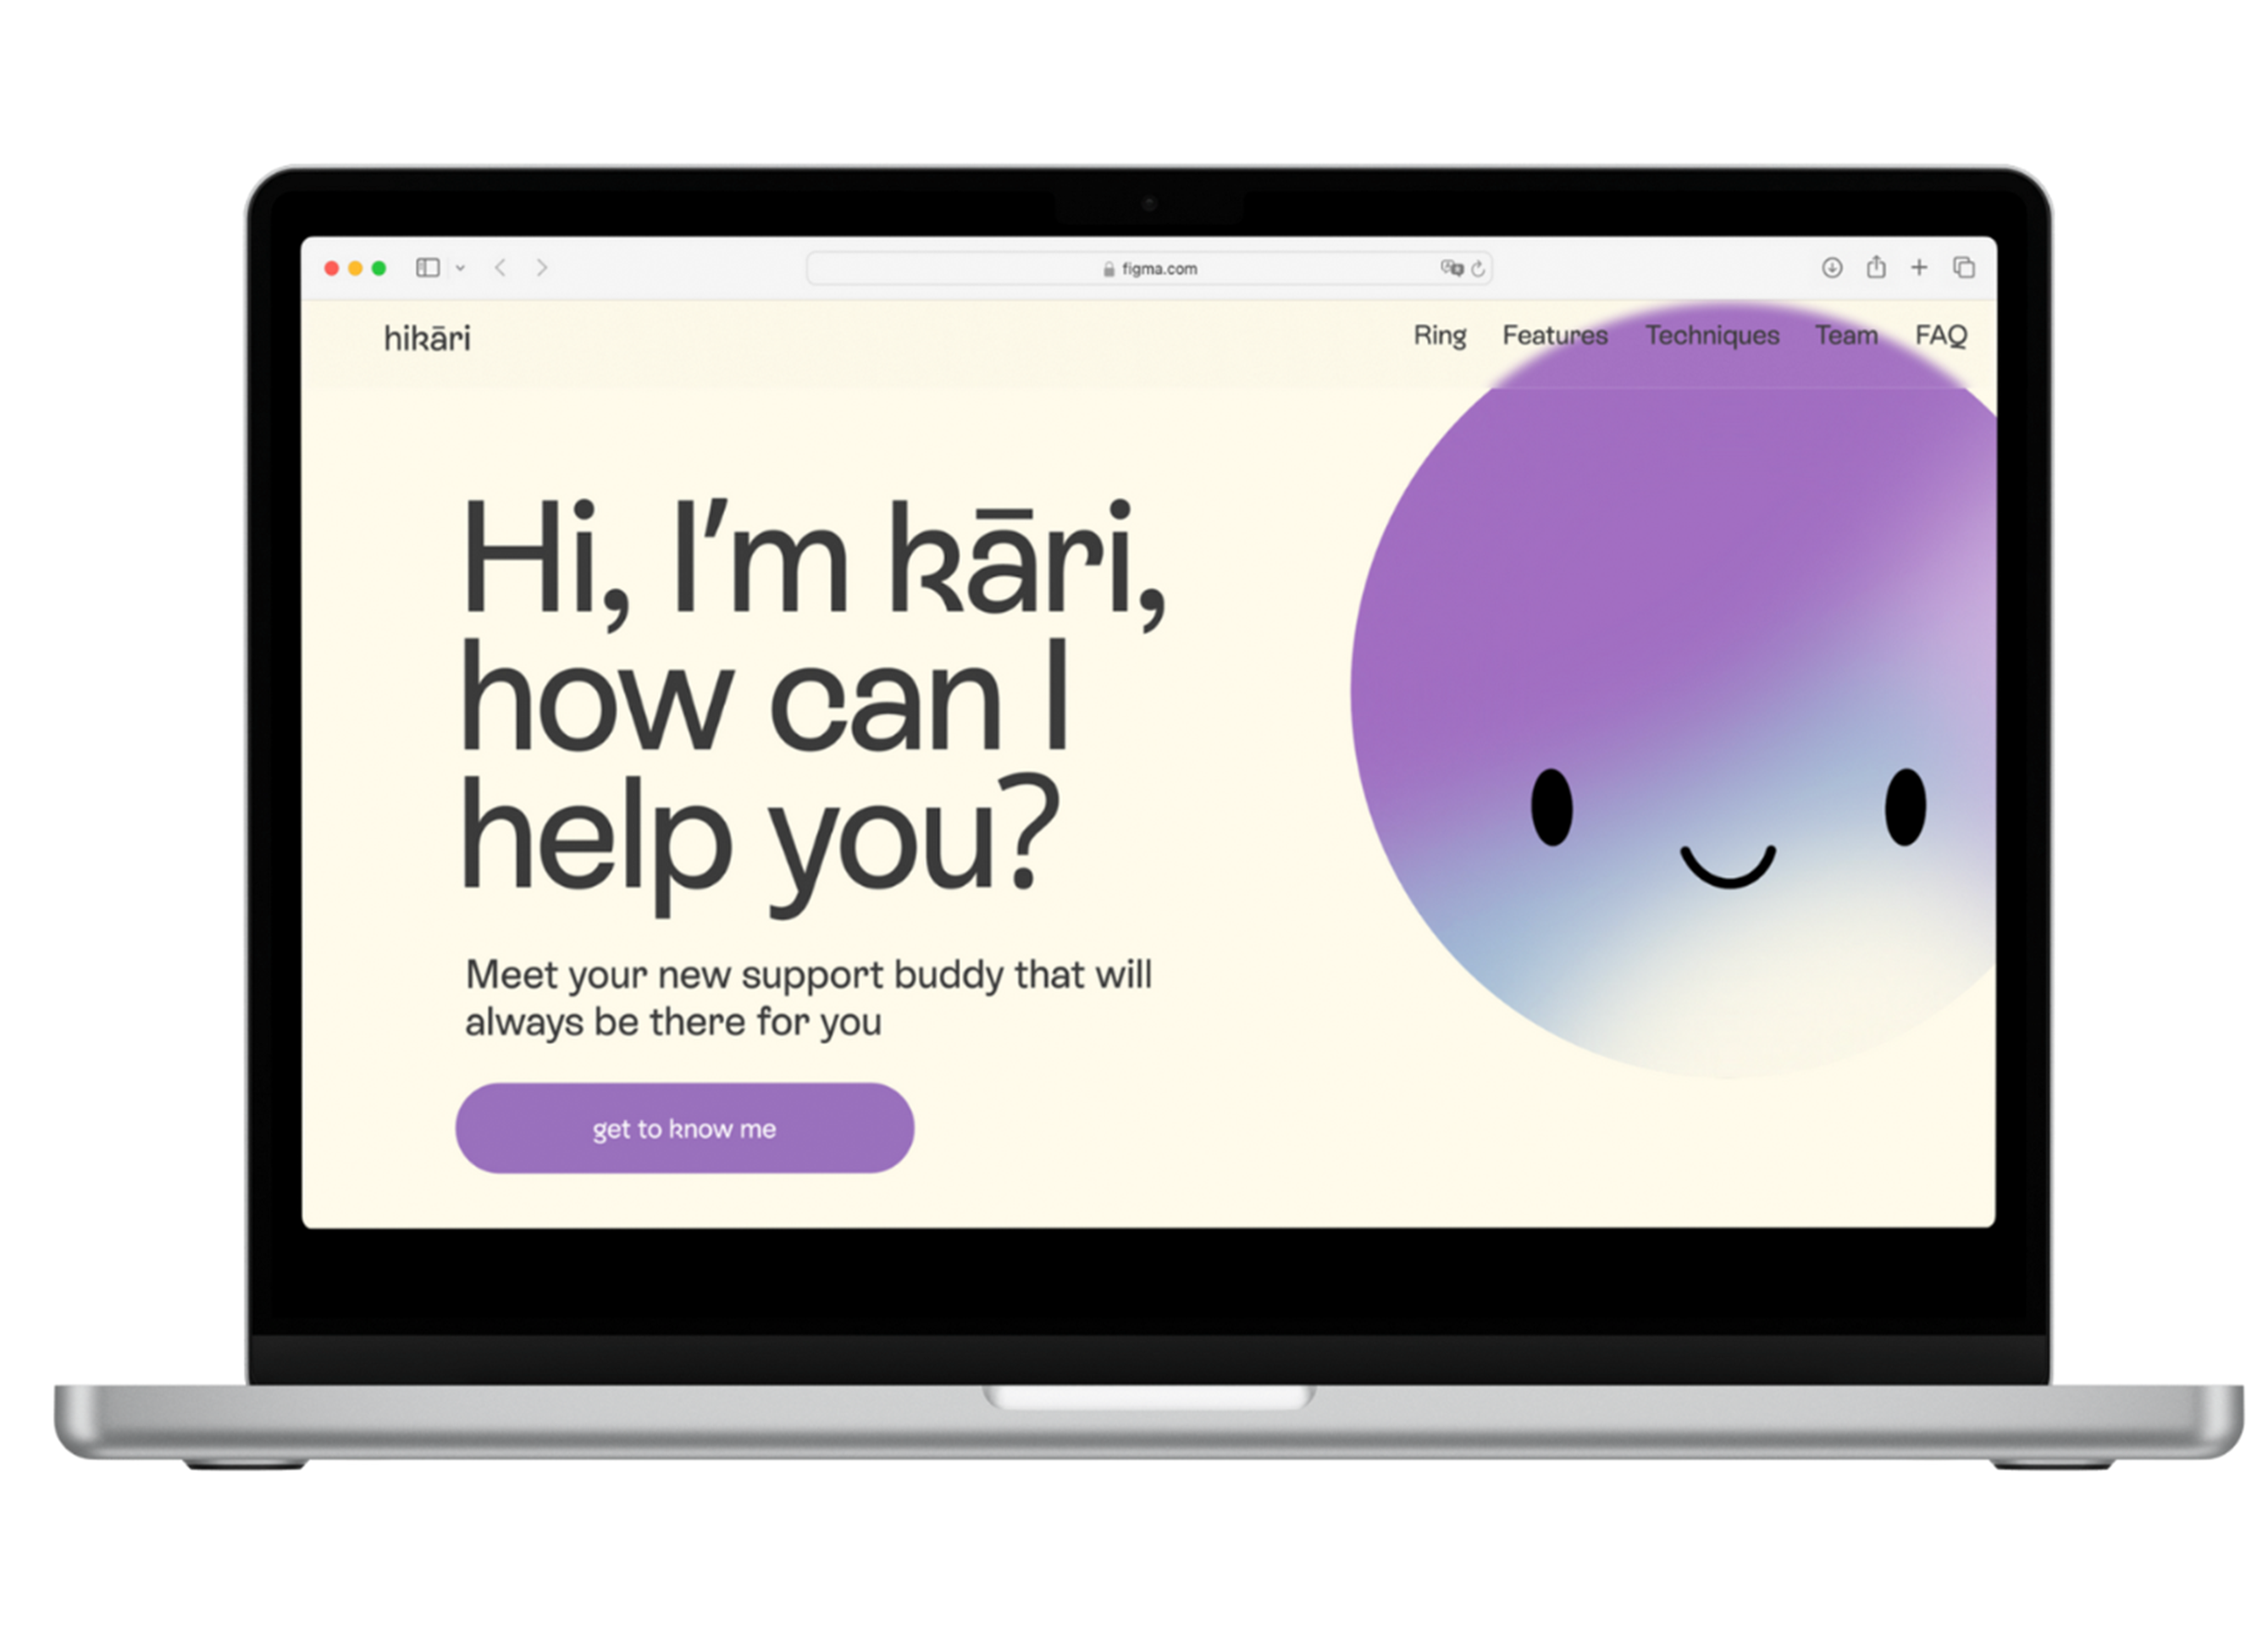 figma.com
hikāri
Ring Features Techniques Team FAQ
Hi, I’m kāri,
how can I
help you?
Meet your new support buddy that will
always be there for you
get to know me